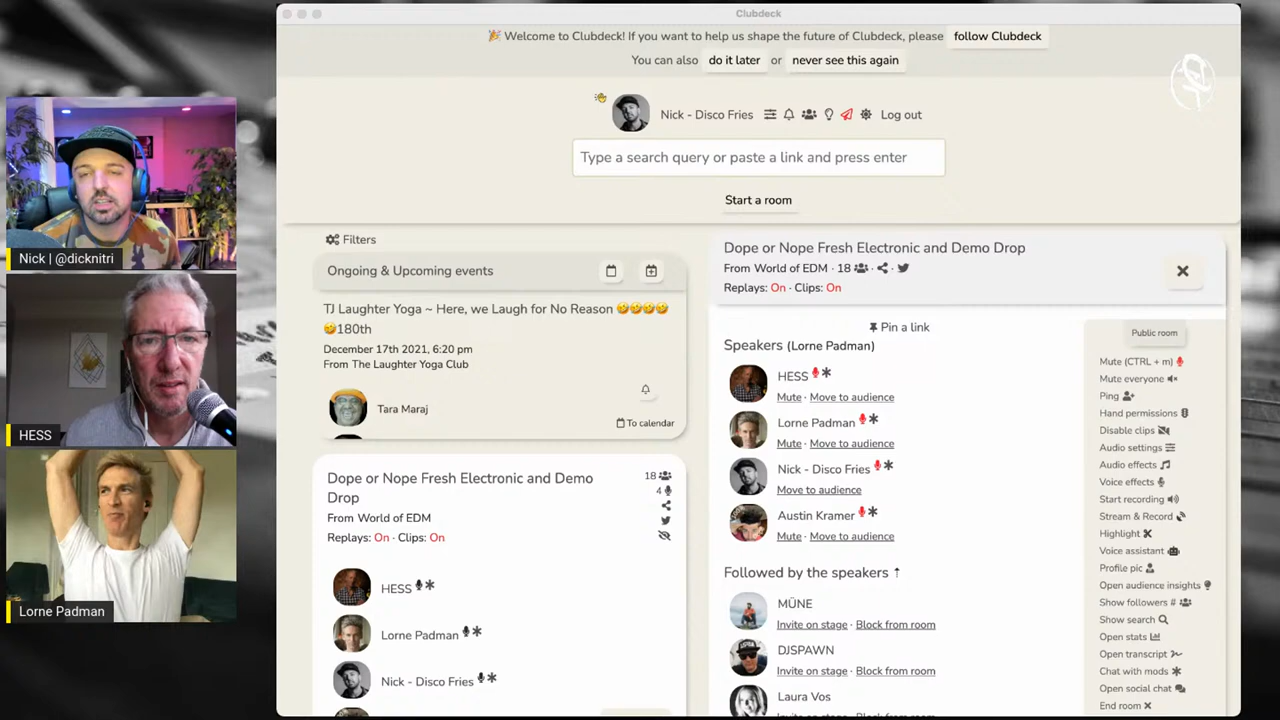 Clubdeck
🎉 Welcome to Clubdeck! If you want to help us shape the future of Clubdeck, please follow Clubdeck
You can also do it later or never see this again
Nick - Disco Fries Log out
Type a search query or paste a link and press enter
Start a room
Nick | @dicknitri
HESS
Lorne Padman
Filters
Ongoing & Upcoming events
TJ Laughter Yoga ~ Here, we Laugh for No Reason 🤣🤣🤣🤣
🤣180th
December 17th 2021, 6:20 pm
From The Laughter Yoga Club
Tara Maraj
To calendar
Dope or Nope Fresh Electronic and Demo
Drop
18
4
From World of EDM
Replays: On · Clips: On
HESS
Lorne Padman
Nick - Disco Fries
Dope or Nope Fresh Electronic and Demo Drop
From World of EDM · 18
Replays: On · Clips: On
Pin a link
Speakers (Lorne Padman)
HESS
Mute · Move to audience
Lorne Padman
Mute · Move to audience
Nick - Disco Fries
Move to audience
Austin Kramer
Mute · Move to audience
Followed by the speakers ↑
MÜNE
Invite on stage · Block from room
DJSPAWN
Invite on stage · Block from room
Laura Vos
Invite on stage · Block from room
Public room
Mute (CTRL + m)
Mute everyone
Ping
Hand permissions
Disable clips
Audio settings
Audio effects
Voice effects
Start recording
Stream & Record
Highlight
Voice assistant
Profile pic
Open audience insights
Show followers #
Show search
Open stats
Open transcript
Chat with mods
Open social chat
End room